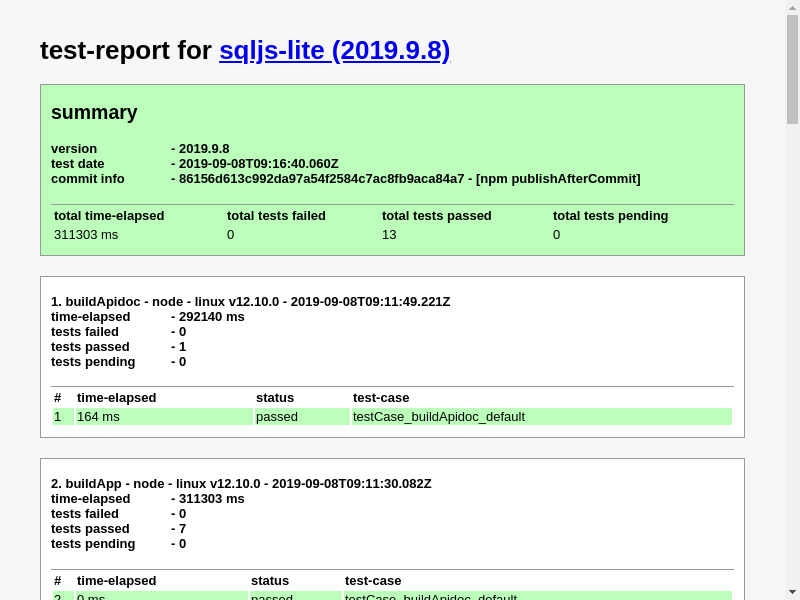 test-report for sqljs-lite (2019.9.8)
summary
version - 2019.9.8
test date - 2019-09-08T09:16:40.060Z
commit info - 86156d613c992da97a54f2584c7ac8fb9aca84a7 - [npm publishAfterCommit]
total time-elapsed total tests failed total tests passed total tests pending
311303 ms 0 13 0
1. buildApidoc - node - linux v12.10.0 - 2019-09-08T09:11:49.221Z
time-elapsed - 292140 ms
tests failed - 0
tests passed - 1
tests pending - 0
# time-elapsed status test-case
1 164 ms passed testCase_buildApidoc_default
2. buildApp - node - linux v12.10.0 - 2019-09-08T09:11:30.082Z
time-elapsed - 311303 ms
tests failed - 0
tests passed - 7
tests pending - 0
# time-elapsed status test-case
2 0 ms passed testCase_buildApidoc_default